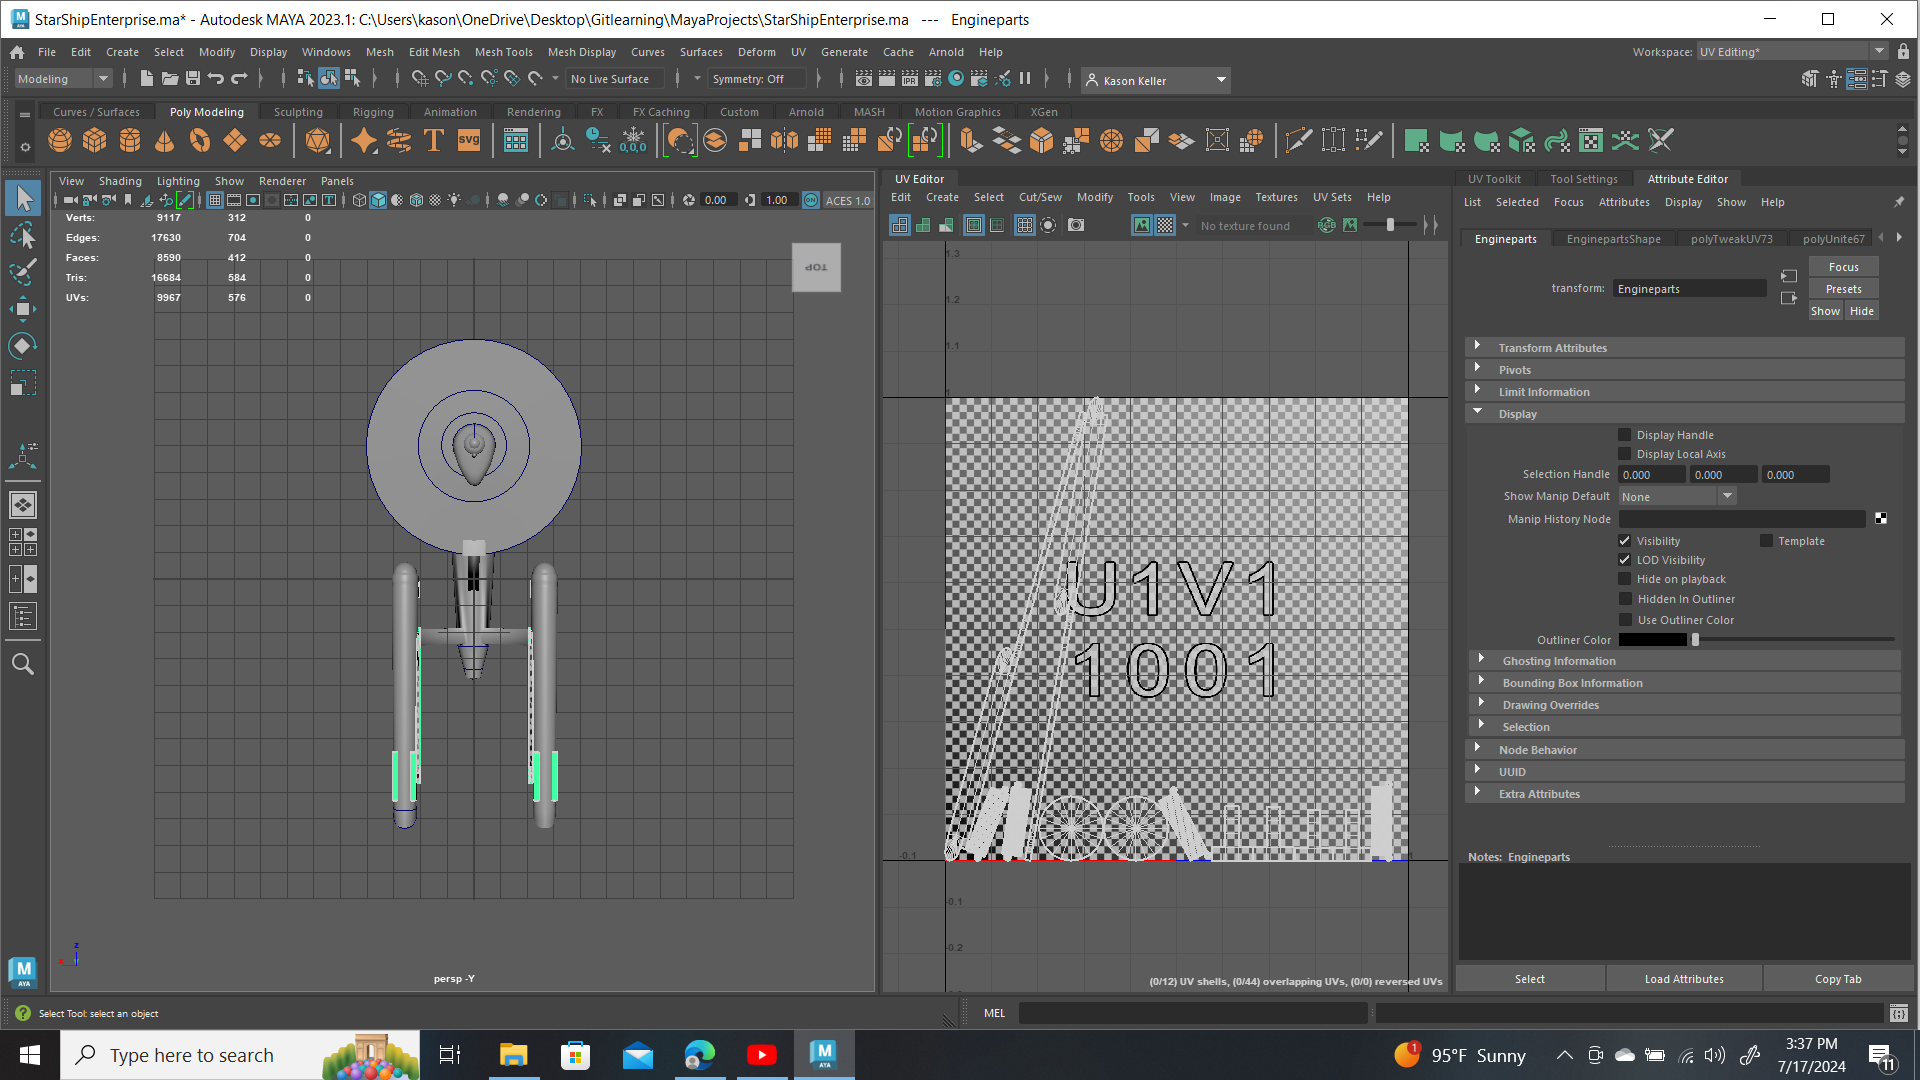 StarShipEnterprise.ma* - Autodesk MAYA 2023.1: C:\Users\kason\OneDrive\Desktop\Gitlearning\MayaProjects\StarShipEnterprise.ma --- Engineparts
File Edit Create Select Modify Display Windows Mesh Edit Mesh Mesh Tools Mesh Display Curves Surfaces Deform UV Generate Cache Arnold Help
Workspace: UV Editing*
Modeling
No Live Surface
Symmetry: Off
IPR
Kason Keller
Curves / Surfaces Poly Modeling Sculpting Rigging Animation Rendering FX FX Caching Custom Arnold MASH Motion Graphics XGen
T
svg
0,0,0
View Shading Lighting Show Renderer Panels
0.00
1.00
ON
ACES 1.0
Verts: 9117 312 0
Edges: 17630 704 0
Faces: 8590 412 0
Tris: 16684 584 0
UVs: 9967 576 0
TOP
z
x
persp -Y
UV Editor
Edit Create Select Cut/Sew Modify Tools View Image Textures UV Sets Help
No texture found
RGB
1.3
1.2
1.1
1
U1V1
1001
-0.1
-0.1
-0.2
(0/12) UV shells, (0/44) overlapping UVs, (0/0) reversed UVs
UV Toolkit Tool Settings Attribute Editor
List Selected Focus Attributes Display Show Help
Engineparts EnginepartsShape polyTweakUV73 polyUnite67
transform: Engineparts
Focus
Presets
Show Hide
Transform Attributes
Pivots
Limit Information
Display
Display Handle
Display Local Axis
Selection Handle 0.000 0.000 0.000
Show Manip Default None
Manip History Node
Visibility Template
LOD Visibility
Hide on playback
Hidden In Outliner
Use Outliner Color
Outliner Color
Ghosting Information
Bounding Box Information
Drawing Overrides
Selection
Node Behavior
UUID
Extra Attributes
Notes: Engineparts
Select Load Attributes Copy Tab
M
AYA
Select Tool: select an object
MEL
Type here to search
M
AYA
1
95°F Sunny
3:37 PM
7/17/2024
11